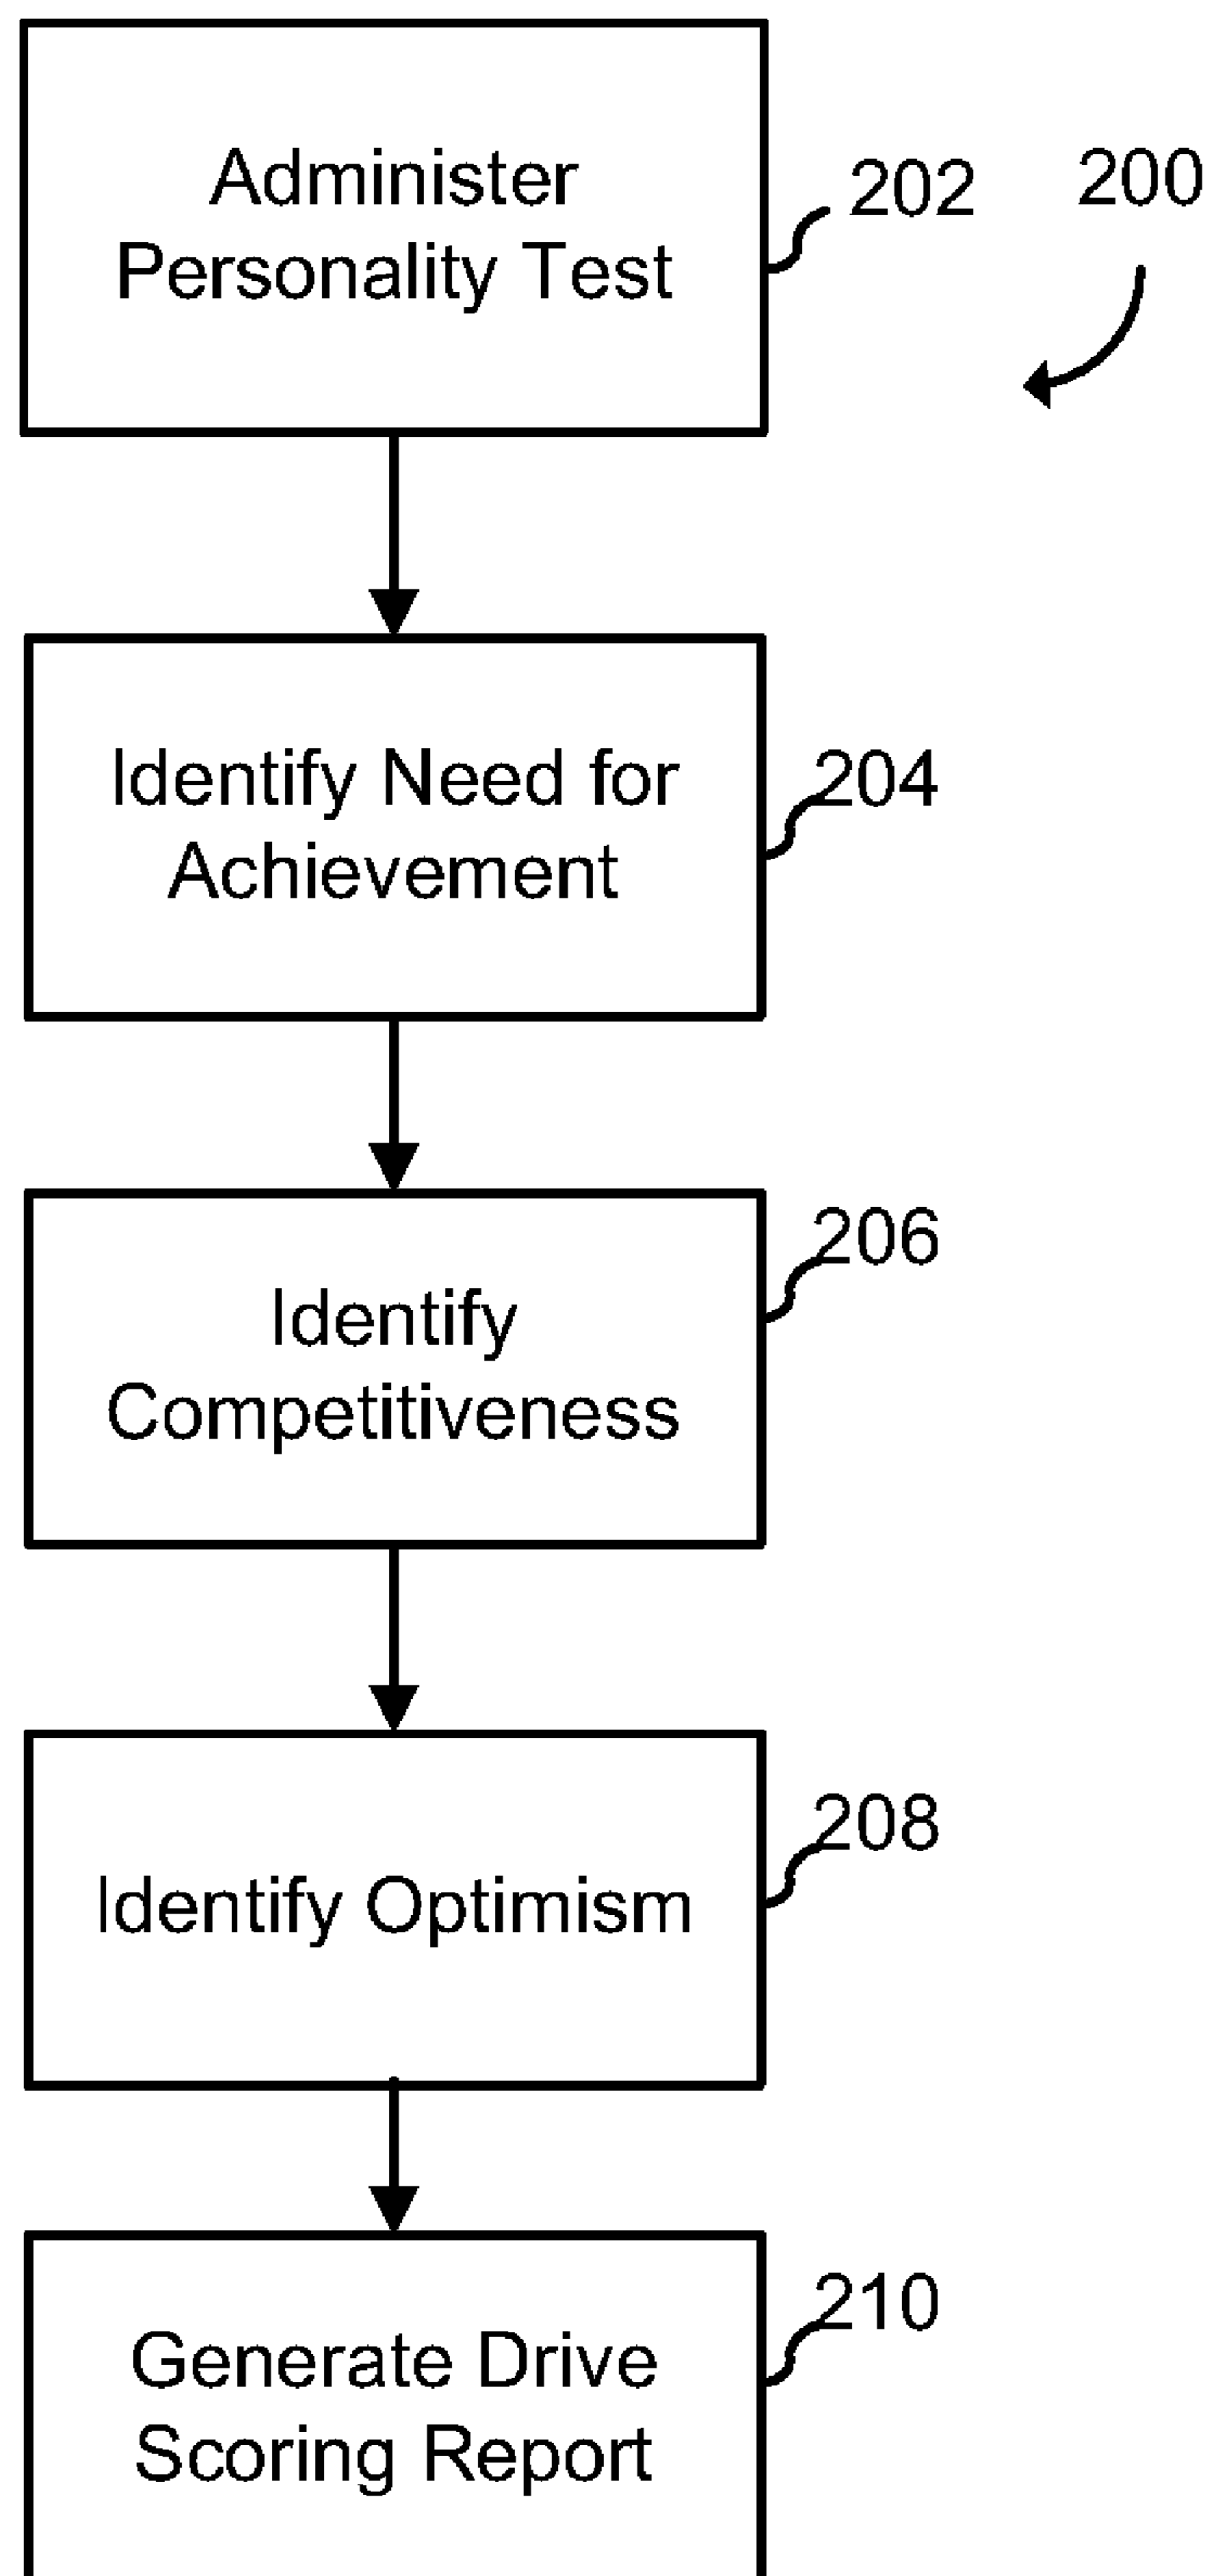 Administer
Personality Test
202
200
Identify Need for
Achievement
204
206
Identify
Competitiveness
208
Identify Optimism
210
Generate Drive
Scoring Report